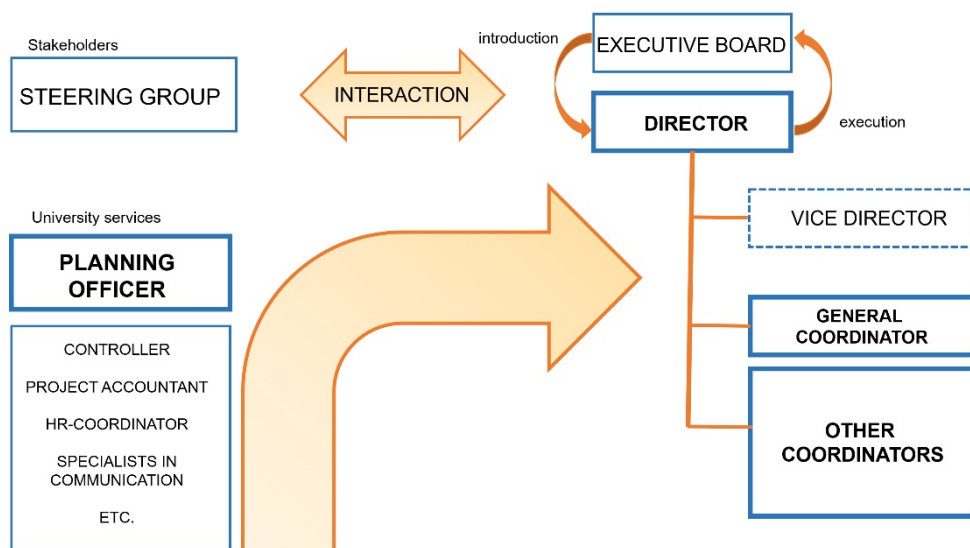 Stakeholders
STEERING GROUP
INTERACTION
introduction
EXECUTIVE BOARD
DIRECTOR
execution
VICE DIRECTOR
GENERAL
COORDINATOR
OTHER
COORDINATORS
University services
PLANNING
OFFICER
CONTROLLER
PROJECT ACCOUNTANT
HR-COORDINATOR
SPECIALISTS IN
COMMUNICATION
ETC.